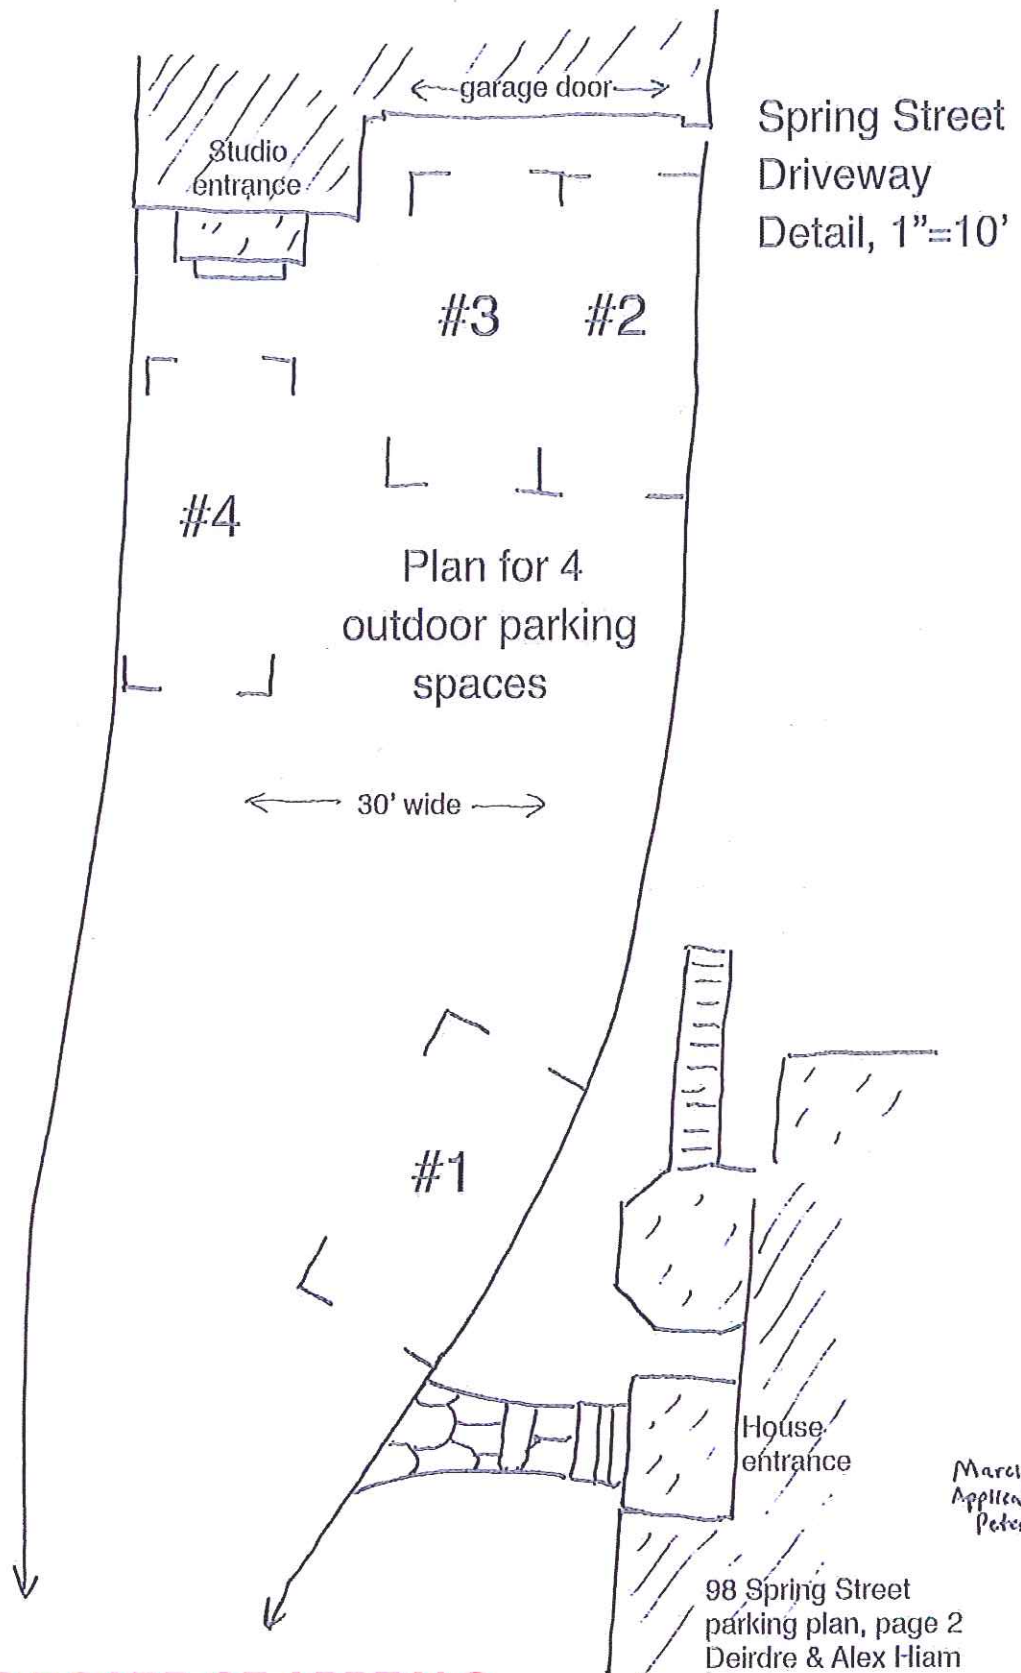 garage door
Spring Street
Driveway
Detail, 1”=10’
Studio
entrance
#3
#2
#4
Plan for 4
outdoor parking
spaces
30’ wide
#1
House
entrance
98 Spring Street
parking plan, page 2
Deirdre & Alex Hiam